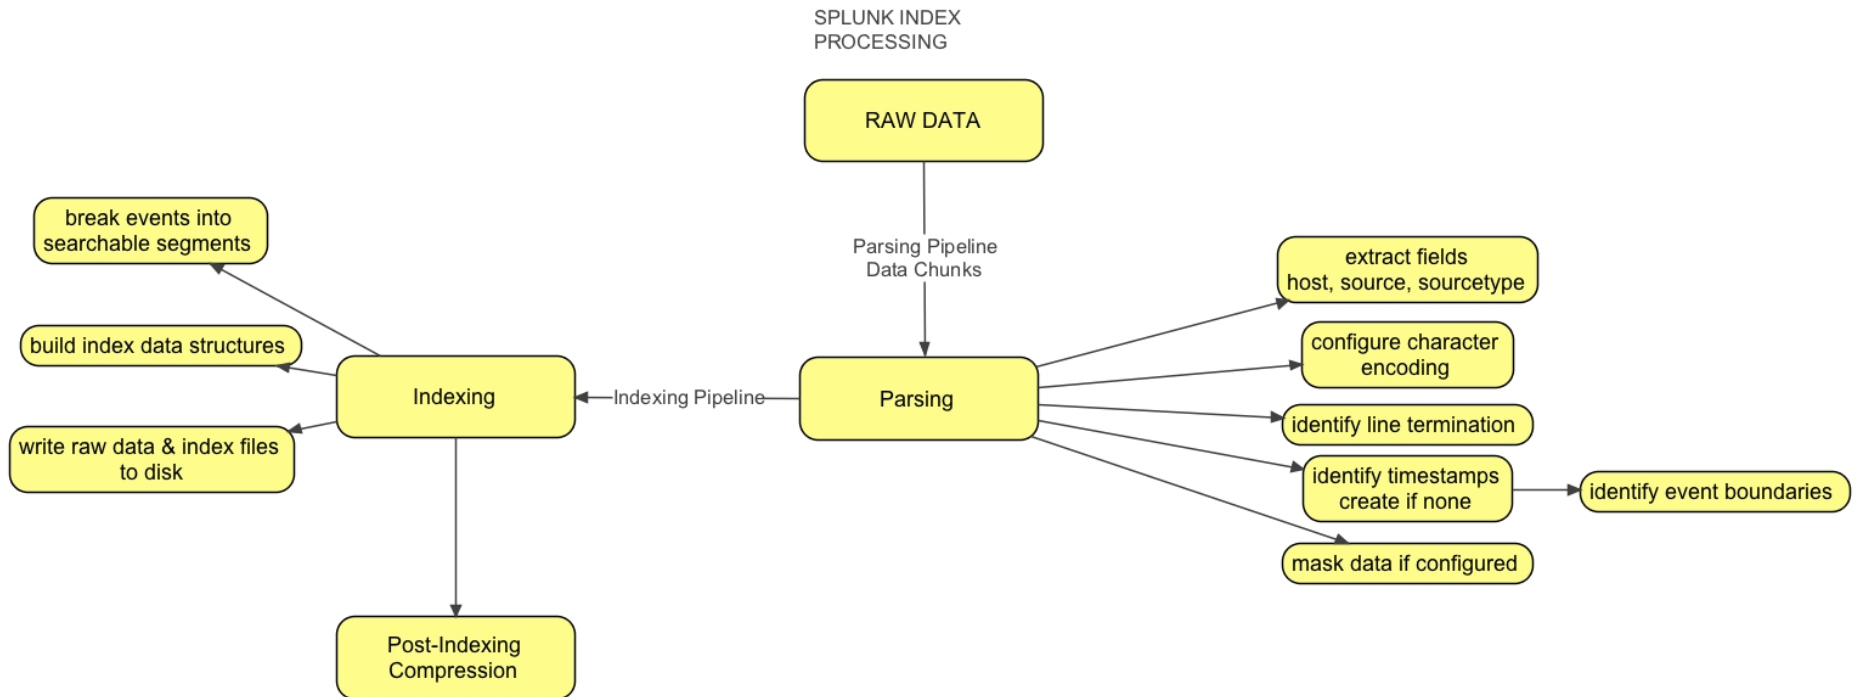 SPLUNK INDEX
PROCESSING
RAW DATA
Parsing Pipeline
Data Chunks
Parsing
extract fields
host, source, sourcetype
configure character
encoding
identify line termination
identify timestamps
create if none
identify event boundaries
mask data if configured
Indexing Pipeline
Indexing
break events into
searchable segments
build index data structures
write raw data & index files
to disk
Post-Indexing
Compression